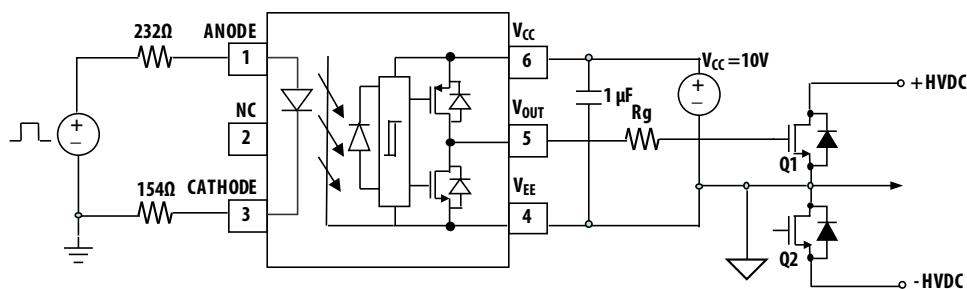 232Ω
ANODE
1
NC
2
154Ω
CATHODE
3
+
−
VCC
6
VOUT
5
VEE
4
1 µF
Rg
VCC=10V
+
−
+HVDC
Q1
Q2
-HVDC